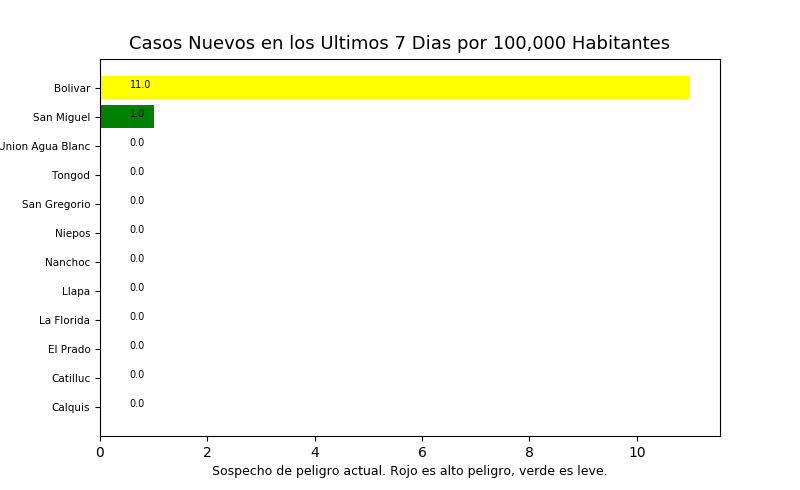 Casos Nuevos en los Ultimos 7 Dias por 100,000 Habitantes
Bolivar 11.0
San Miguel 1.0
Union Agua Blanc 0.0
Tongod 0.0
San Gregorio 0.0
Niepos 0.0
Nanchoc 0.0
Llapa 0.0
La Florida 0.0
El Prado 0.0
Catilluc 0.0
Calquis 0.0
0 2 4 6 8 10
Sospecho de peligro actual. Rojo es alto peligro, verde es leve.